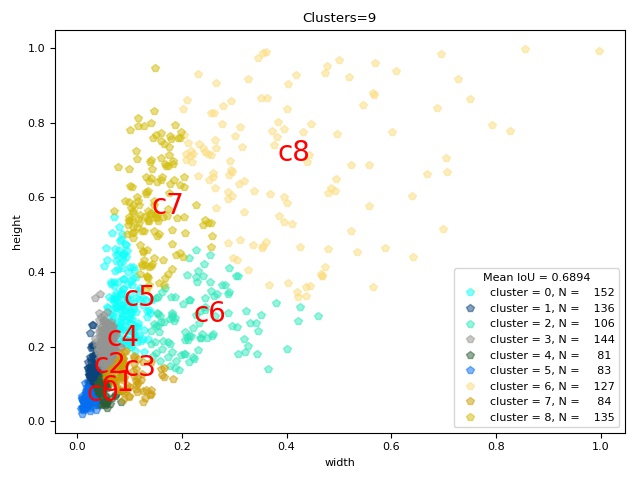 Clusters=9
1.0
0.8
0.6
0.4
0.2
0.0
height
c8
c7
c5
c6
c4
c2
c3
c1
c0
Mean IoU = 0.6894
cluster = 0, N = 152
cluster = 1, N = 136
cluster = 2, N = 106
cluster = 3, N = 144
cluster = 4, N = 81
cluster = 5, N = 83
cluster = 6, N = 127
cluster = 7, N = 84
cluster = 8, N = 135
0.0 0.2 0.4 0.6 0.8 1.0
width